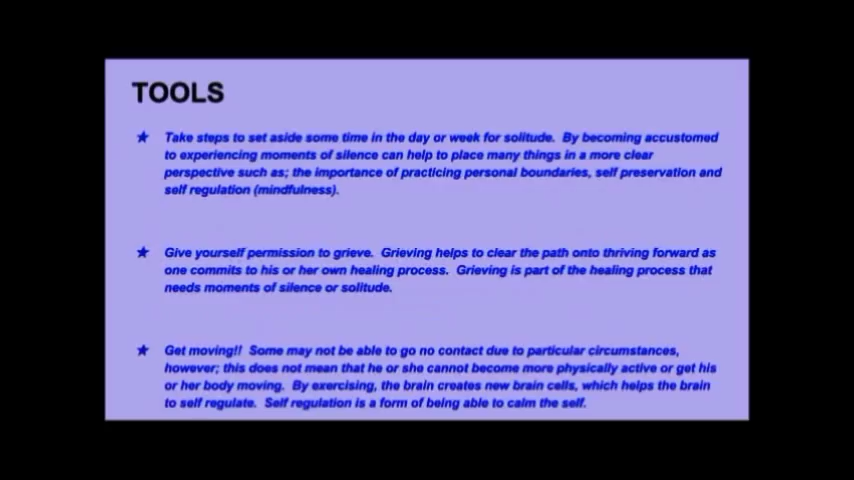 TOOLS
★ Take steps to set aside some time in the day or week for solitude. By becoming accustomed
to experiencing moments of silence can help to place many things in a more clear
perspective such as; the importance of practicing personal boundaries, self preservation and
self regulation (mindfulness).
★ Give yourself permission to grieve. Grieving helps to clear the path onto thriving forward as
one commits to his or her own healing process. Grieving is part of the healing process that
needs moments of silence or solitude.
★ Get moving!! Some may not be able to go no contact due to particular circumstances,
however; this does not mean that he or she cannot become more physically active or get his
or her body moving. By exercising, the brain creates new brain cells, which helps the brain
to self regulate. Self regulation is a form of being able to calm the self.